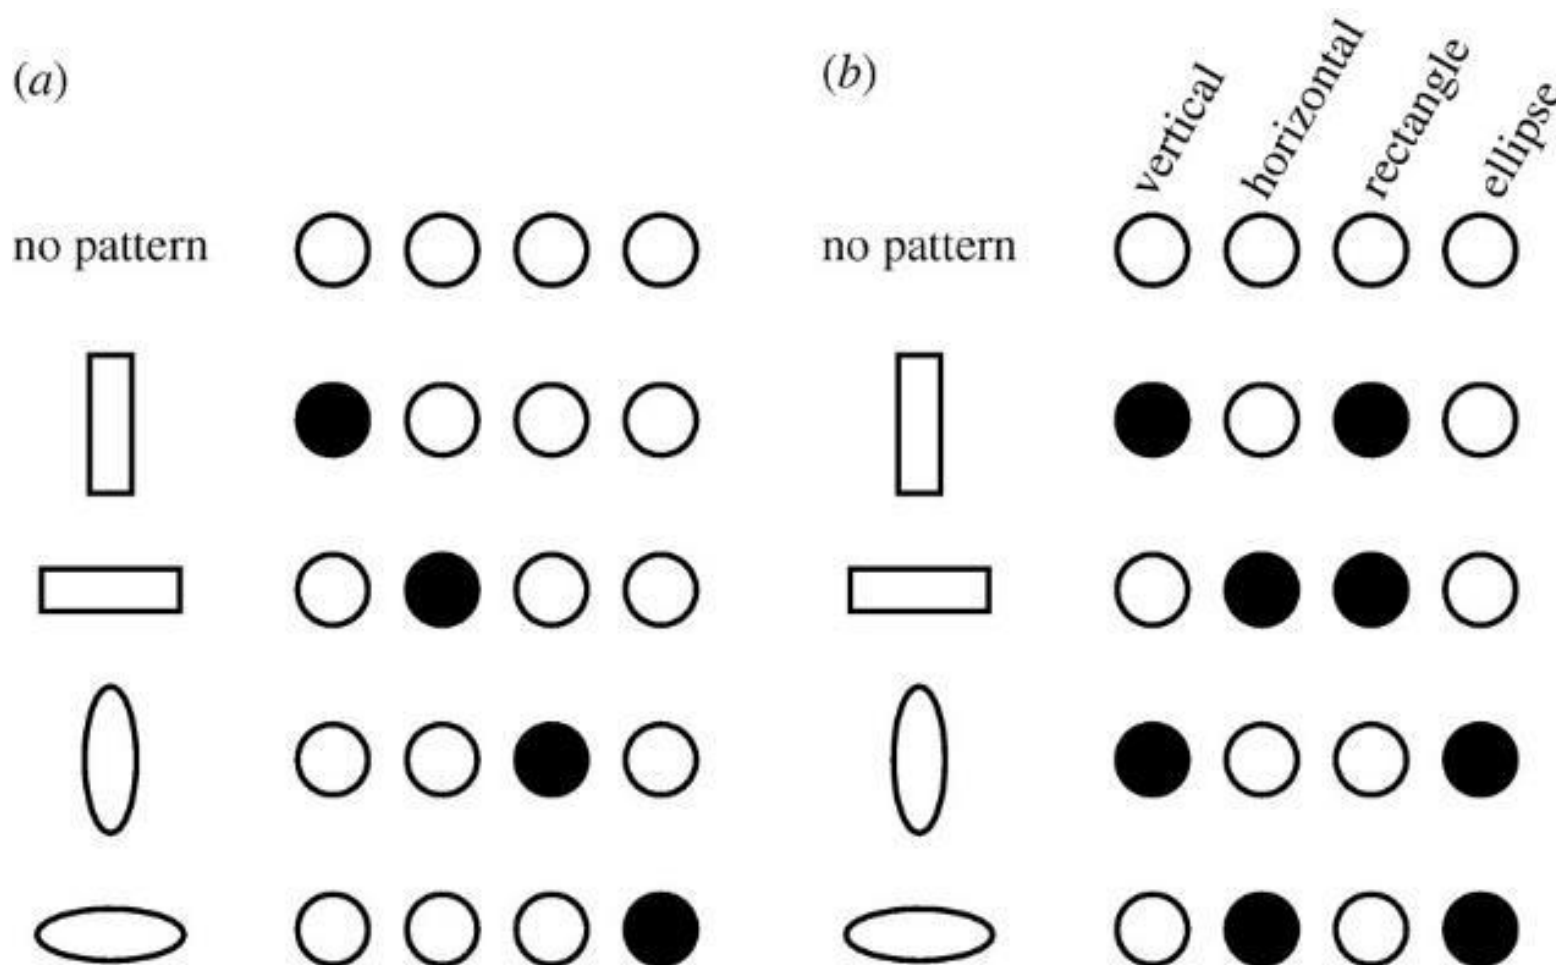 (a)
no pattern
(b)
vertical
horizontal
rectangle
ellipse
no pattern